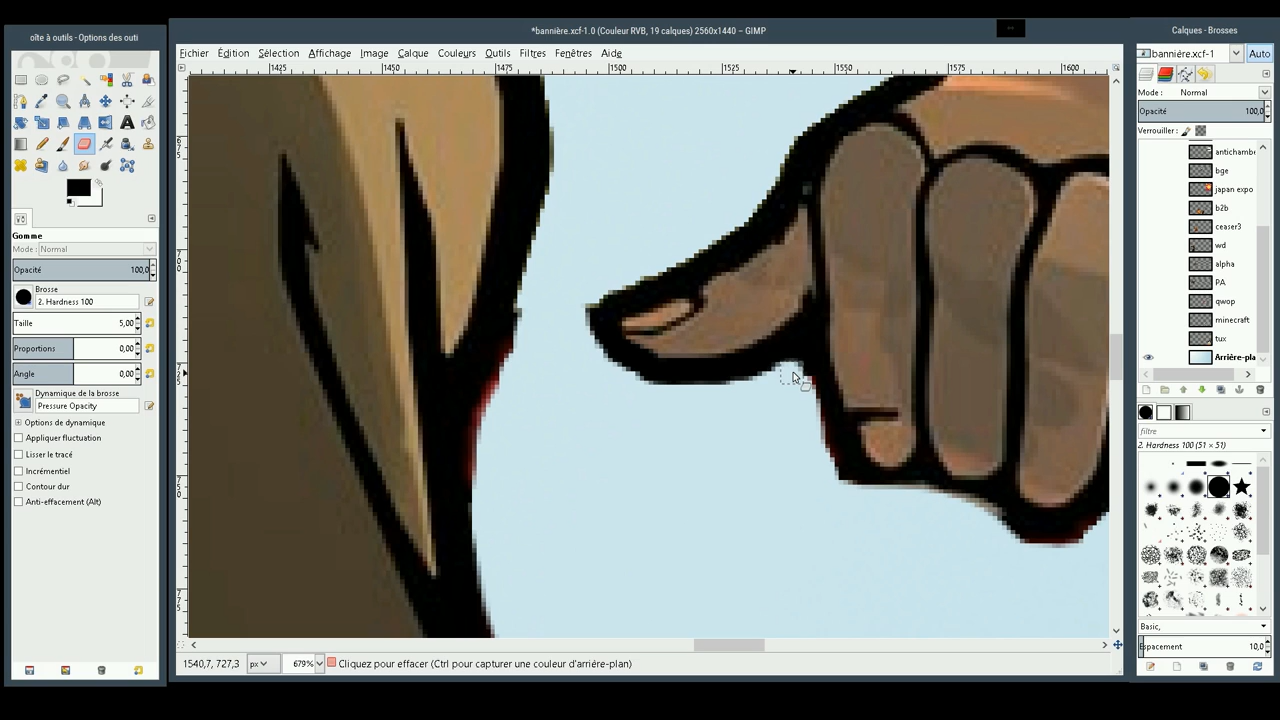 oîte à outils - Options des outi
*bannière.xcf-1.0 (Couleur RVB, 19 calques) 2560x1440 – GIMP
Calques - Brosses
Fichier Édition Sélection Affichage Image Calque Couleurs Outils Filtres Fenêtres Aide
bannière.xcf-1
Auto
1425 1450 1475 1500 1525 1550 1575 1600
Mode : Normal
Opacité 100,0
Verrouiller :
antichambe
bge
japan expo
b2b
ceaser3
wd
alpha
PA
qwop
minecraft
tux
Arrière-pla
Gomme
Mode : Normal
Opacité 100,0
Brosse
2. Hardness 100
Taille 5,00
Proportions 0,00
Angle 0,00
Dynamique de la brosse
Pressure Opacity
Options de dynamique
Appliquer fluctuation
Lisser le tracé
Incrémentiel
Contour dur
Anti-effacement (Alt)
675
700
725
750
775
filtre
2. Hardness 100 (51 × 51)
Basic,
Espacement 10,0
1540,7, 727,3 px 679% Cliquez pour effacer (Ctrl pour capturer une couleur d'arrière-plan)